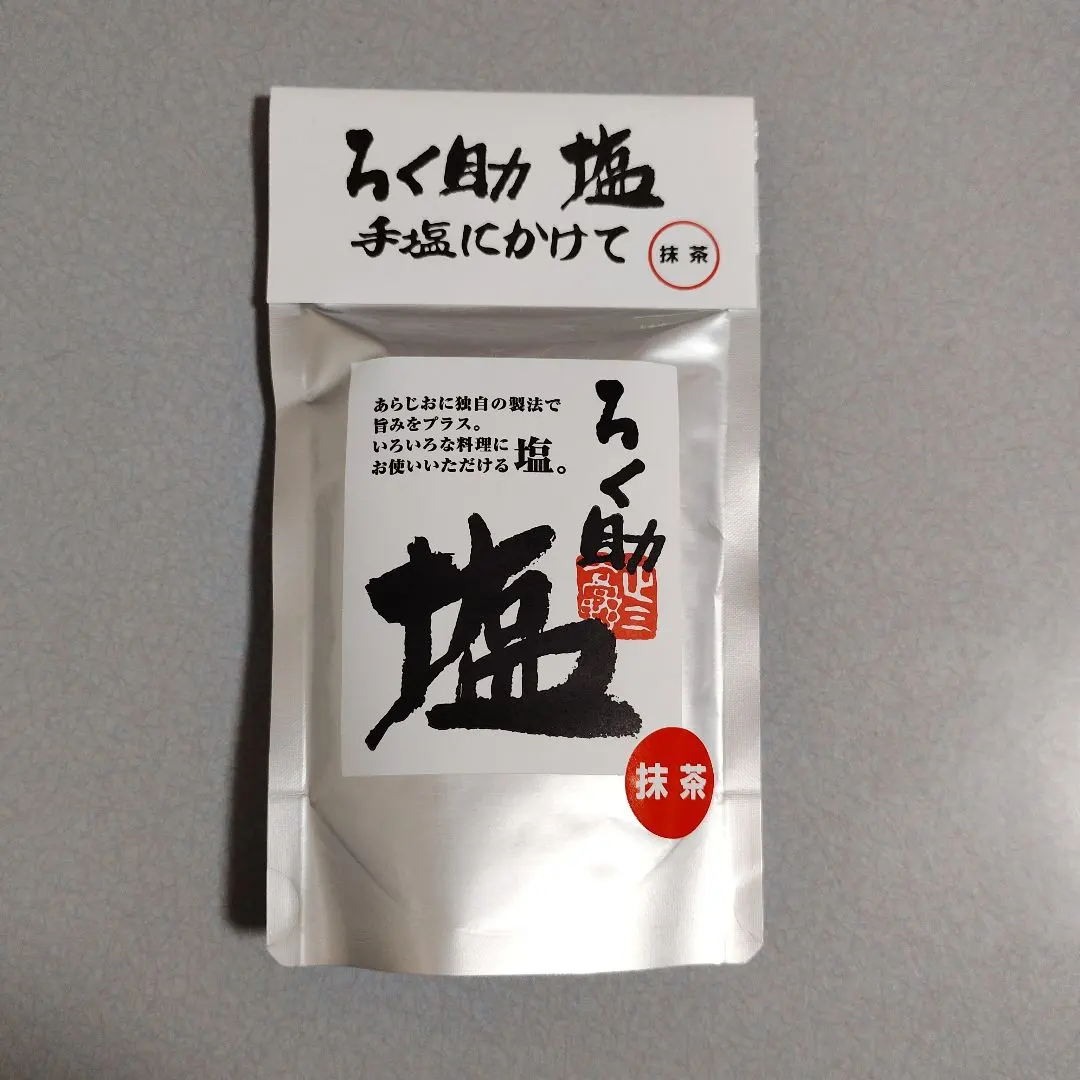 ろく助 塩
手塩にかけて
抹茶
あらじおに独自の製法で
旨みをプラス。
いろいろな料理に
お使いいただける塩。
ろく助
塩
抹茶